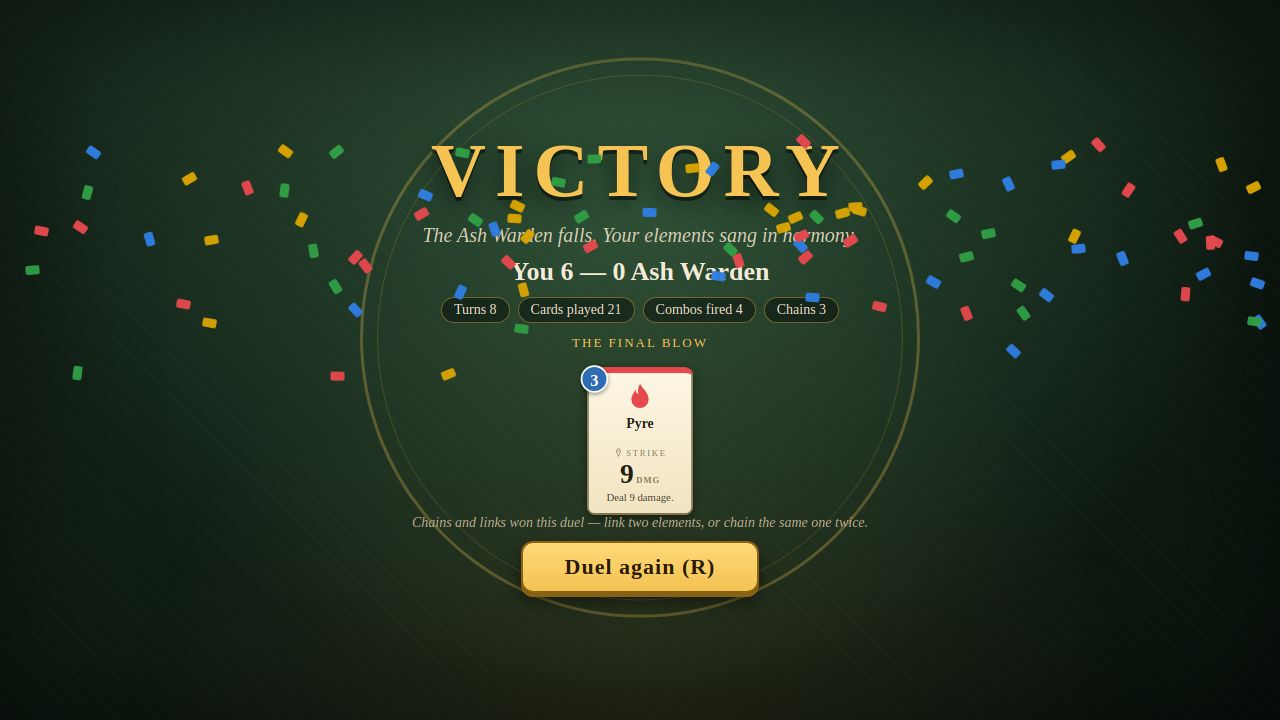 VICTORY
The Ash Warden falls. Your elements sang in harmony.
You 6 — 0 Ash Warden
Turns 8 Cards played 21 Combos fired 4 Chains 3
THE FINAL BLOW
3
Pyre
STRIKE
9 DMG
Deal 9 damage.
Chains and links won this duel — link two elements, or chain the same one twice.
Duel again (R)